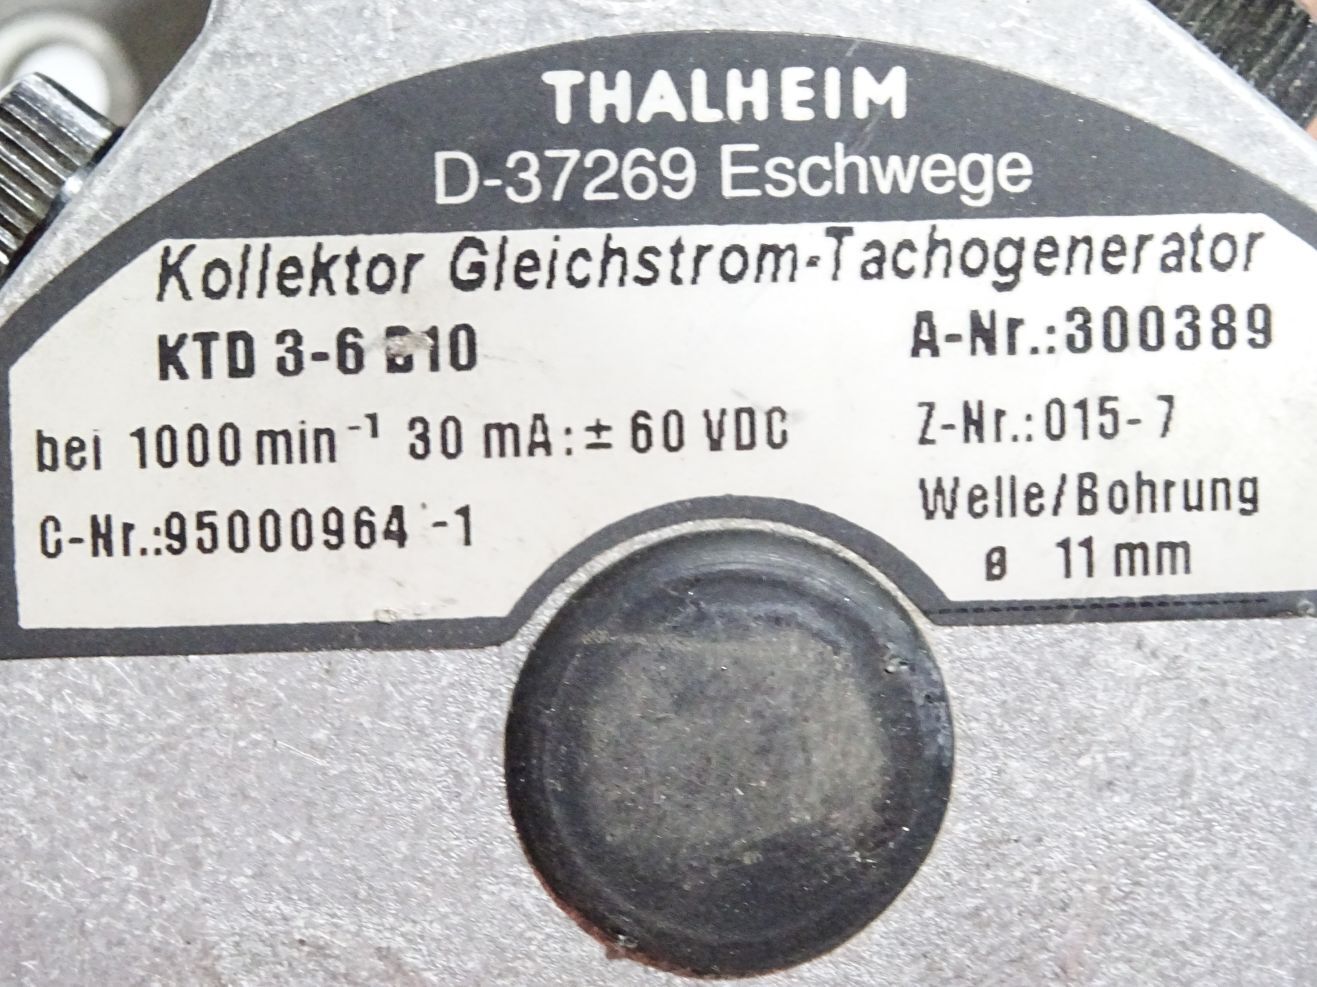 THALHEIM
D-37269 Eschwege
Kollektor Gleichstrom-Tachogenerator
KTD 3-6
A-Nr.:300389
bei 1000 min⁻¹ 30 mA:± 60 VDC
Z-Nr.:015-7
C-Nr.:95000964 -1
Welle/Bohrung
ø 11 mm